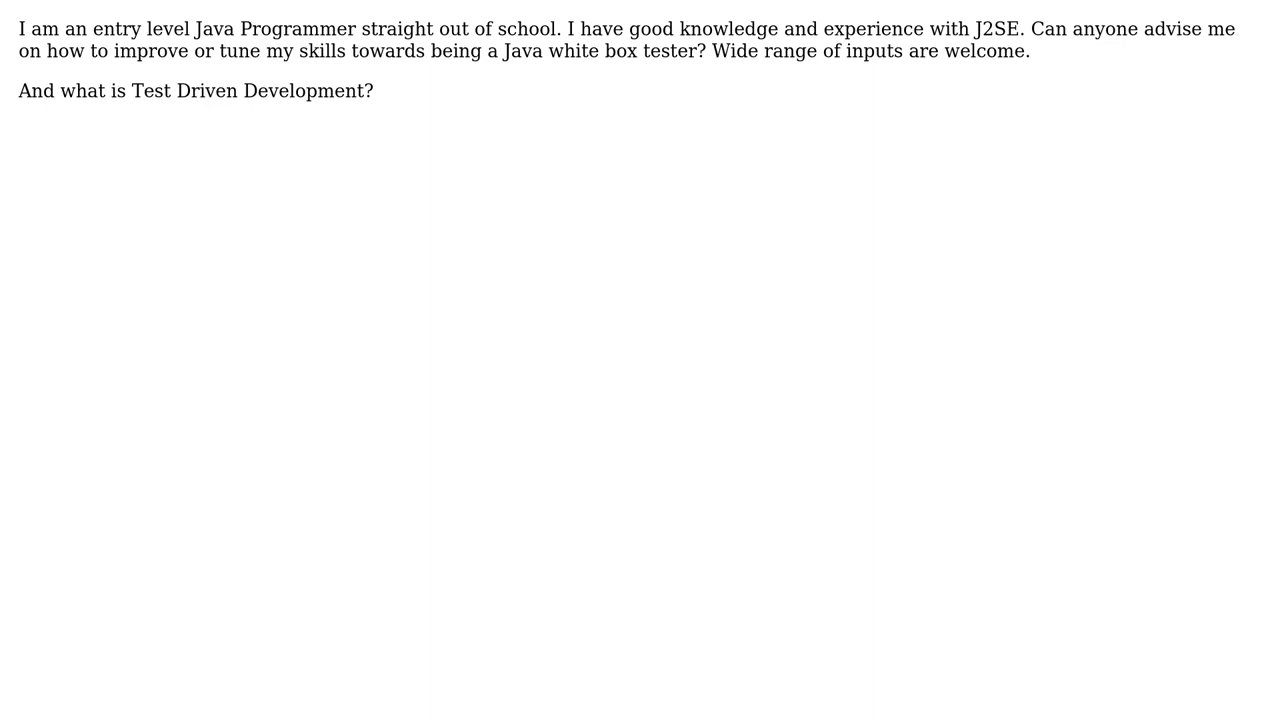 I am an entry level Java Programmer straight out of school. I have good knowledge and experience with J2SE. Can anyone advise me
on how to improve or tune my skills towards being a Java white box tester? Wide range of inputs are welcome.
And what is Test Driven Development?